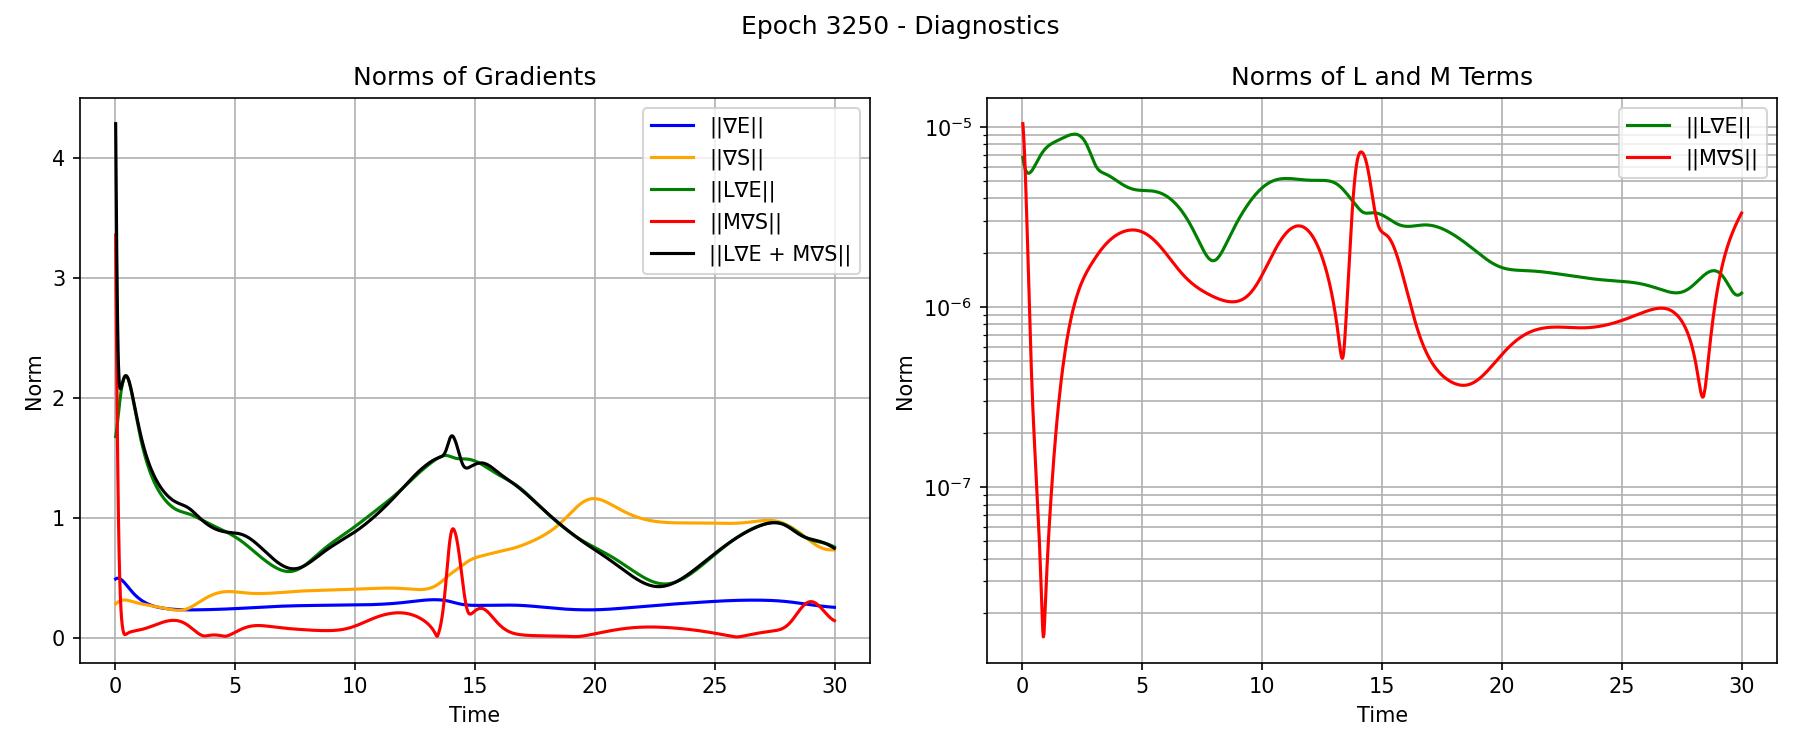 Epoch 3250 - Diagnostics
Norms of Gradients
||∇E||
||∇S||
||L∇E||
||M∇S||
||L∇E + M∇S||
4
3
2
1
0
Norm
0 5 10 15 20 25 30
Time
Norms of L and M Terms
||L∇E||
||M∇S||
10⁻⁵
10⁻⁶
10⁻⁷
Norm
0 5 10 15 20 25 30
Time